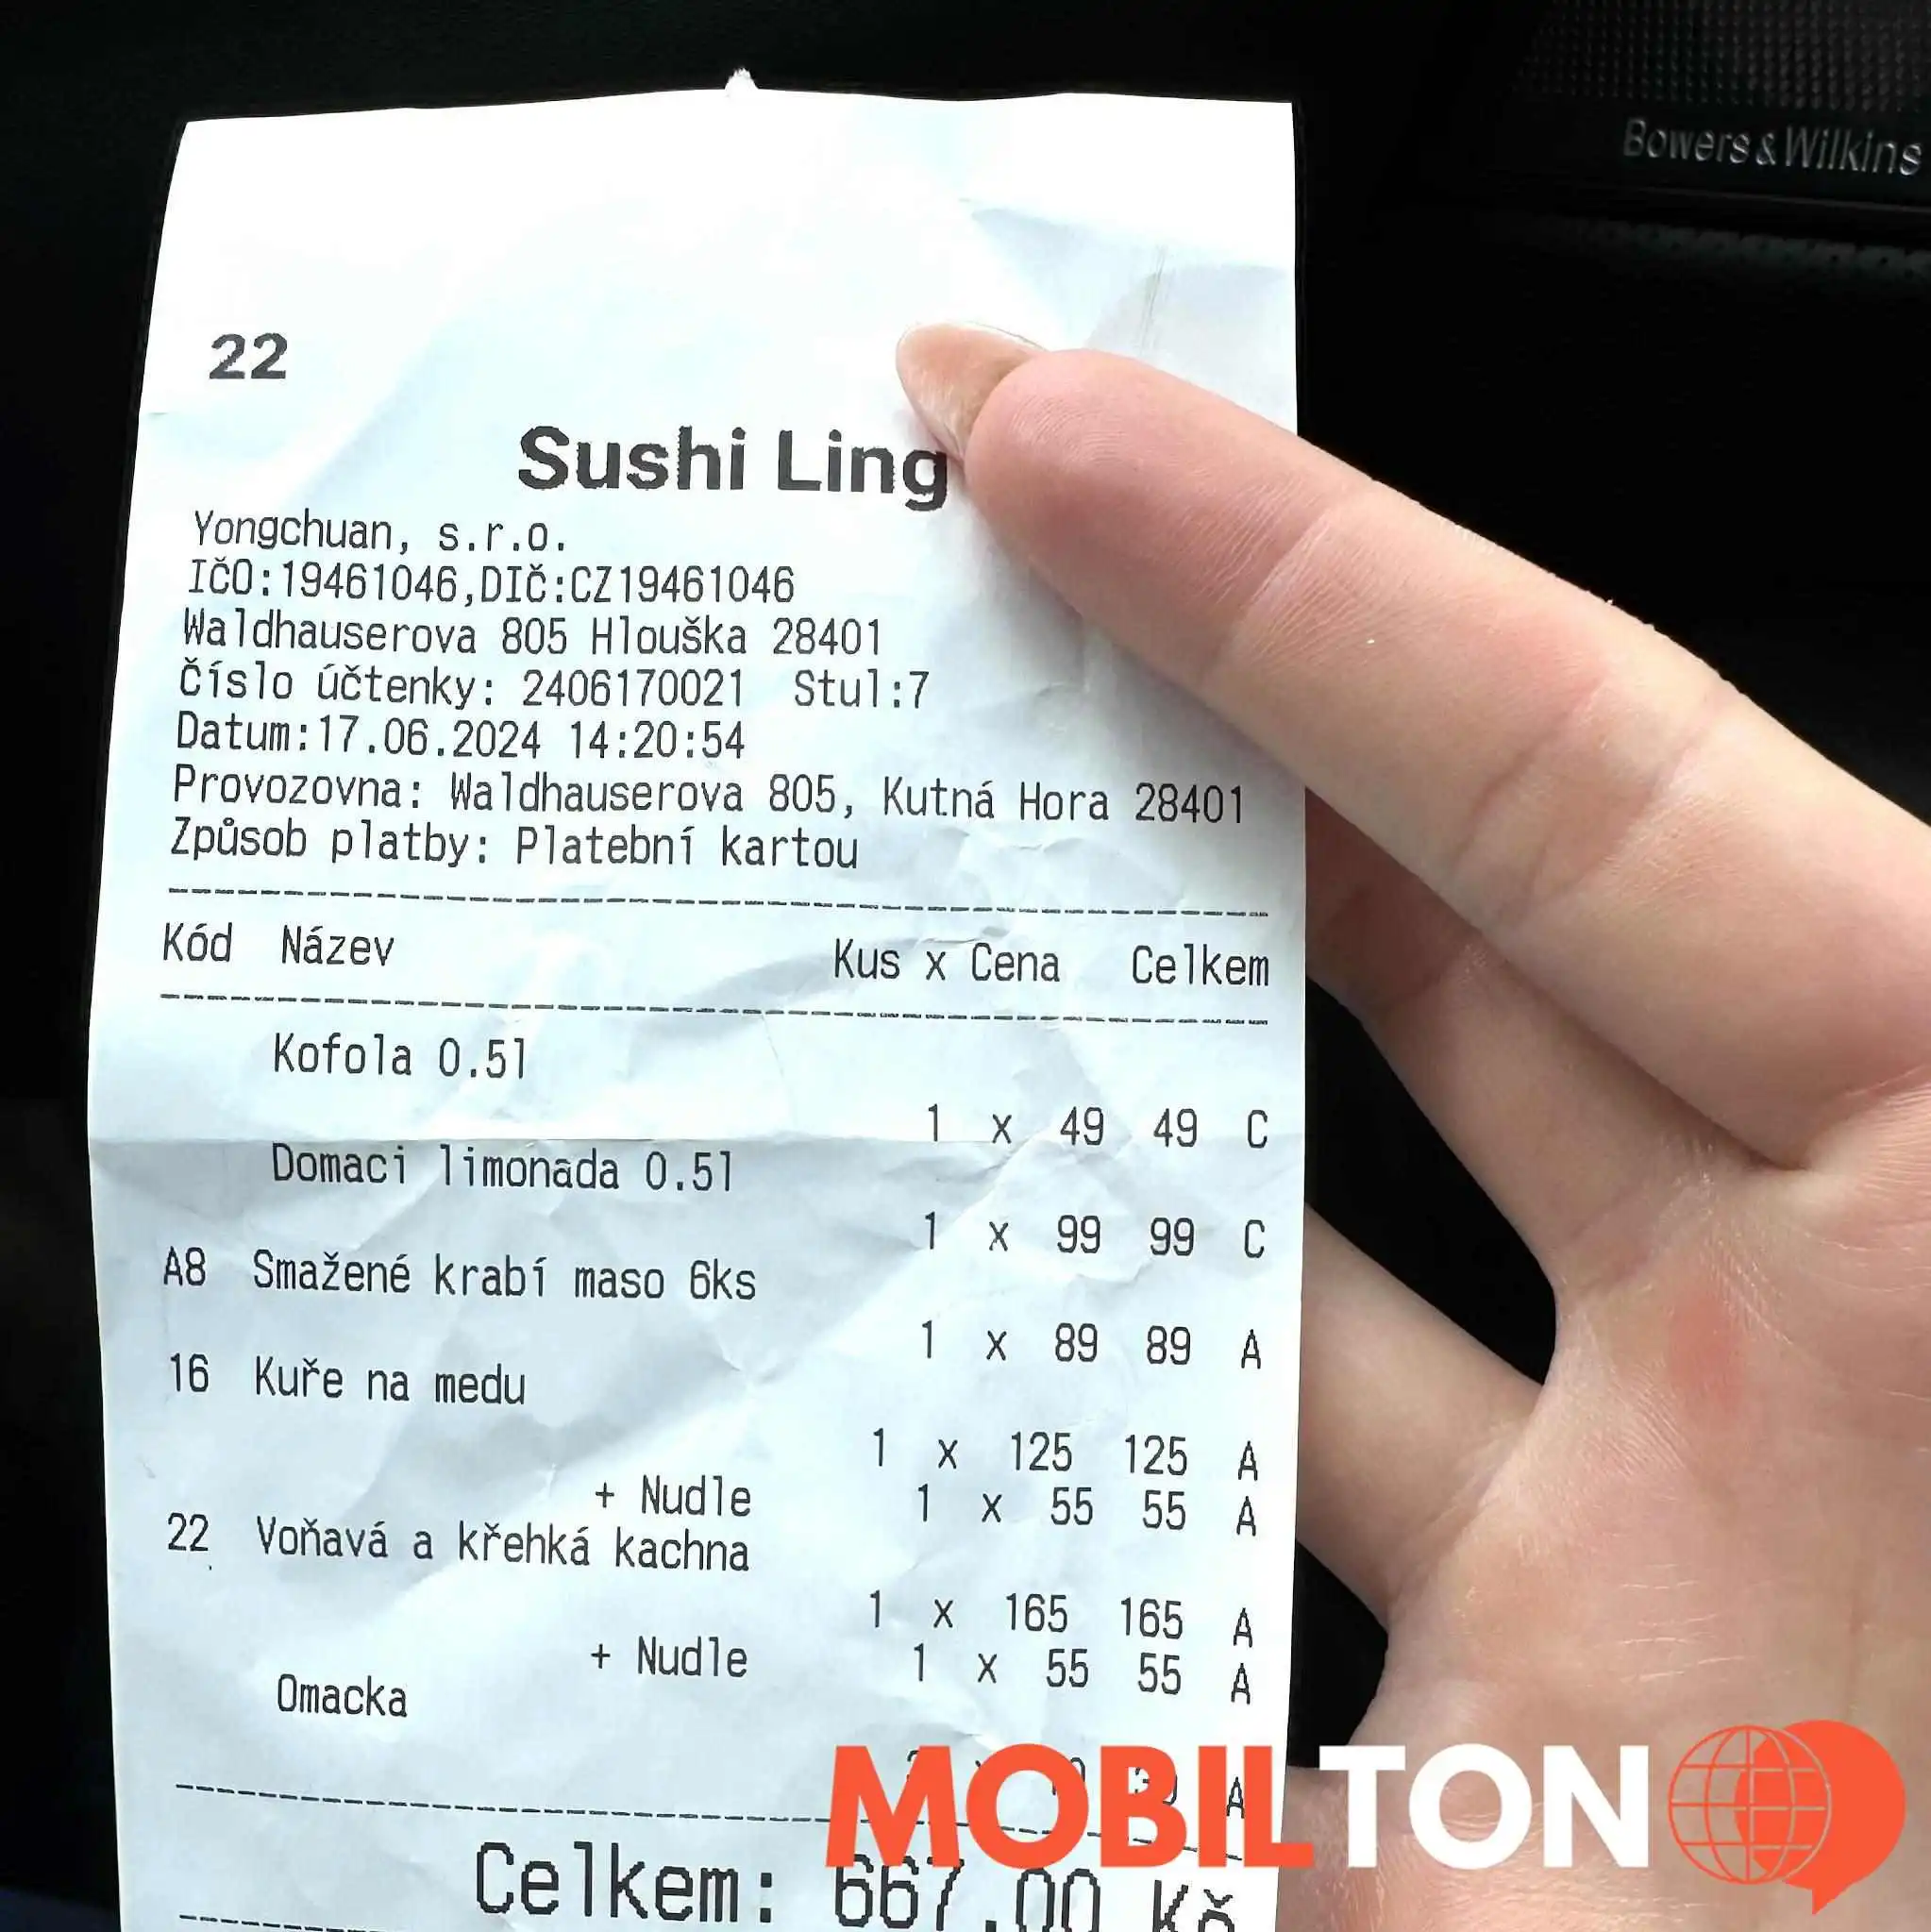 Bowers & Wilkins
22
Sushi Ling
Yongchuan, s.r.o.
IČO:19461046,DIČ:CZ19461046
Waldhauserova 805 Hlouška 28401
Číslo účtenky: 2406170021 Stul:7
Datum:17.06.2024 14:20:54
Provozovna: Waldhauserova 805, Kutná Hora 28401
Způsob platby: Platební kartou
Kód Název Kus x Cena Celkem
Kofola 0.5l
1 x 49 49 C
Domaci limonada 0.5l
1 x 99 99 C
A8 Smažené krabí maso 6ks
1 x 89 89 A
16 Kuře na medu
1 x 125 125 A
+ Nudle 1 x 55 55 A
22 Voňavá a křehká kachna
1 x 165 165 A
+ Nudle 1 x 55 55 A
Omacka
A
MOBILTON
Celkem: 667.00 Kč